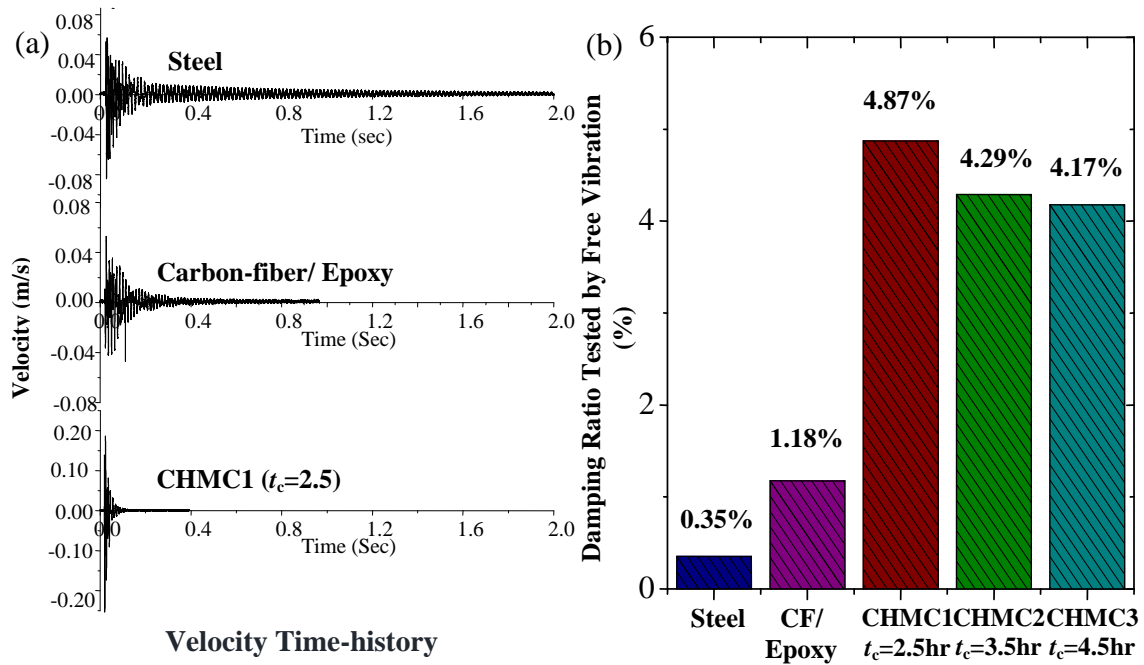 (a)
0.08
0.04
0.00
-0.04
-0.08
Steel
0 0.4 0.8 1.2 1.6 2.0
Time (sec)
0.08
0.04
0.00
-0.04
-0.08
Carbon-fiber/ Epoxy
0 0.4 0.8 1.2 1.6 2.0
Time (Sec)
Velocity (m/s)
0.20
0.10
0.00
-0.10
-0.20
CHMC1 (tc=2.5)
0.0 0.4 0.8 1.2 1.6 2.0
Time (Sec)
Velocity Time-history
(b)
Damping Ratio Tested by Free Vibration
(%)
6
4
2
0
0.35%
1.18%
4.87%
4.29%
4.17%
Steel
CF/
Epoxy
CHMC1
tc=2.5hr
CHMC2
tc=3.5hr
CHMC3
tc=4.5hr